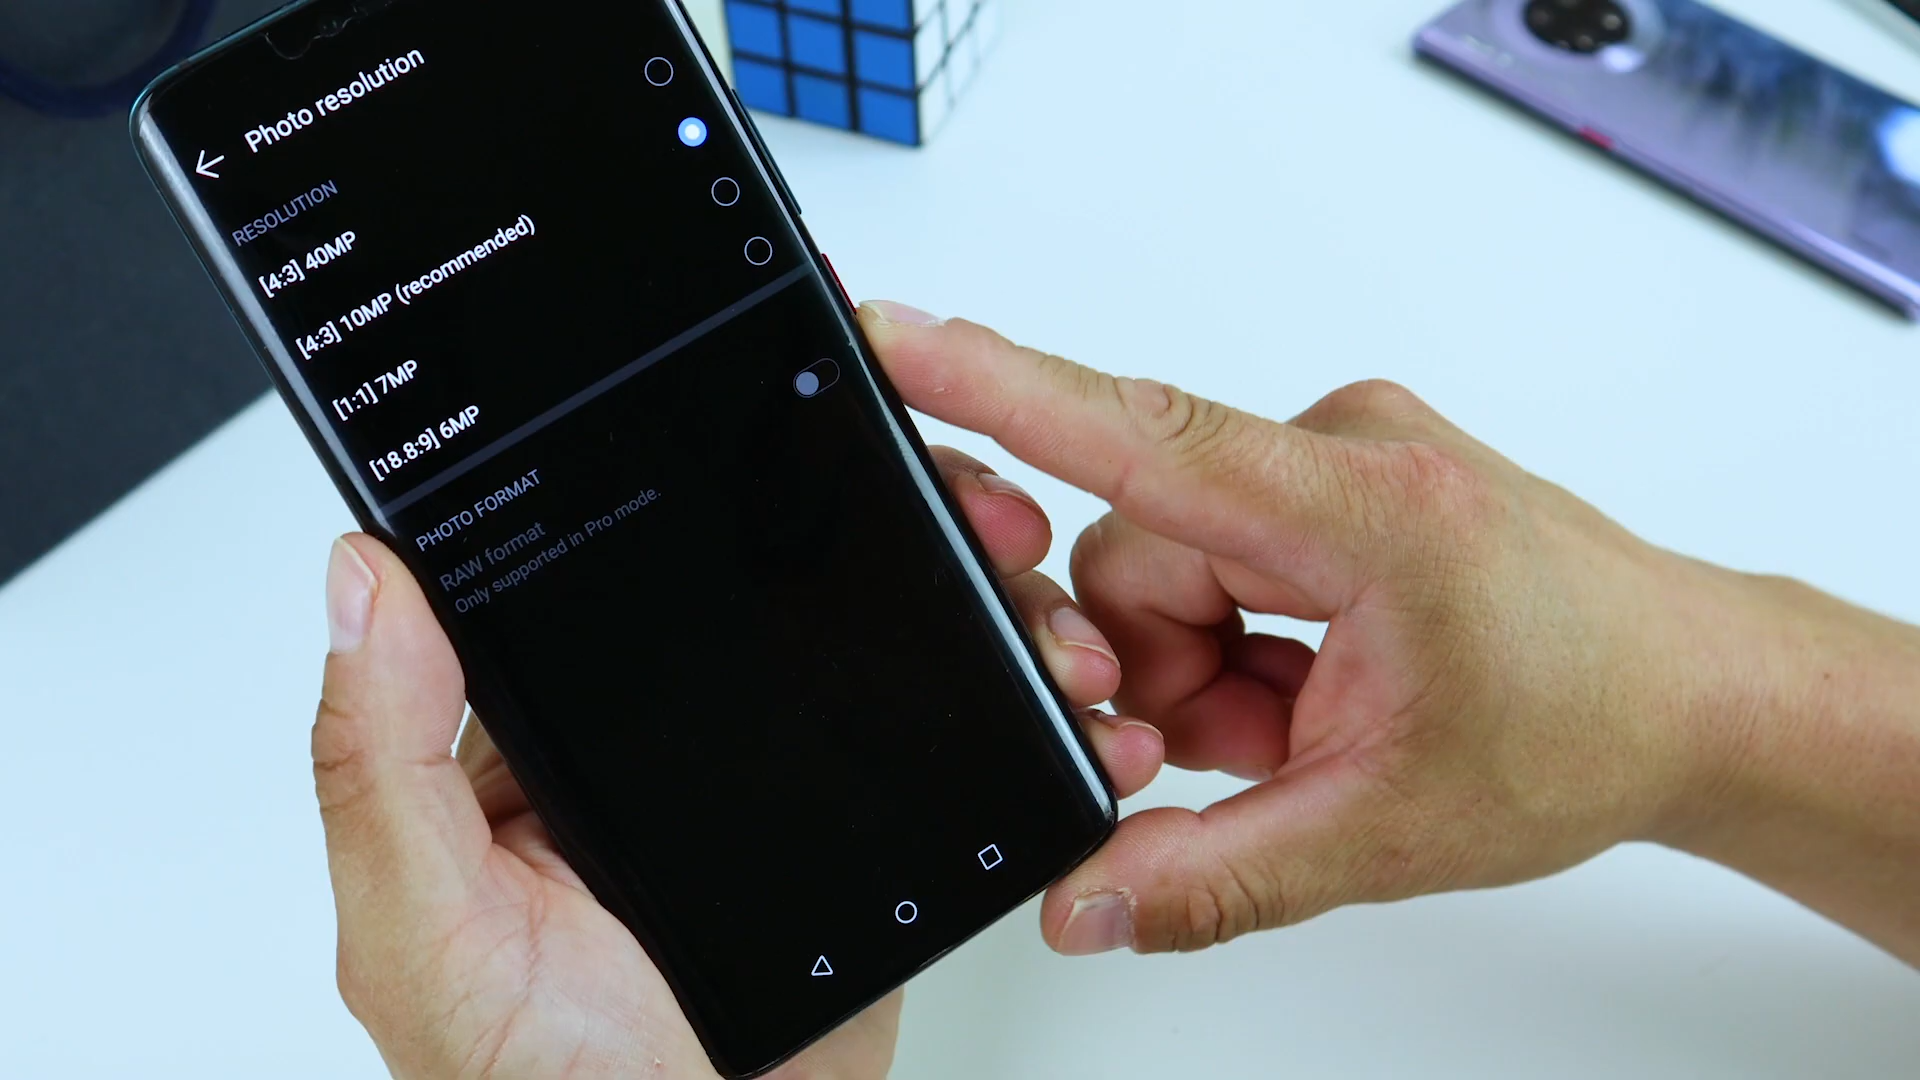 Photo resolution
RESOLUTION
[4:3] 40MP
[4:3] 10MP (recommended)
[1:1] 7MP
[18.8:9] 6MP
PHOTO FORMAT
RAW format
Only supported in Pro mode.